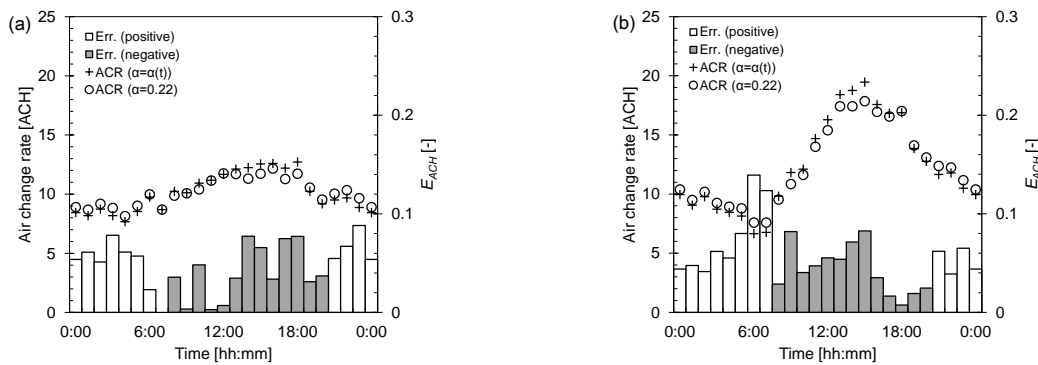 (a)
Air change rate [ACH]
25
20
15
10
5
0
Err. (positive)
Err. (negative)
ACR (α=α(t))
ACR (α=0.22)
0.3
0.2
0.1
0
E_ACH [-]
0:00 6:00 12:00 18:00 0:00
Time [hh:mm]
(b)
Air change rate [ACH]
25
20
15
10
5
0
Err. (positive)
Err. (negative)
ACR (α=α(t))
ACR (α=0.22)
0.3
0.2
0.1
0
E_ACH [-]
0:00 6:00 12:00 18:00 0:00
Time [hh:mm]